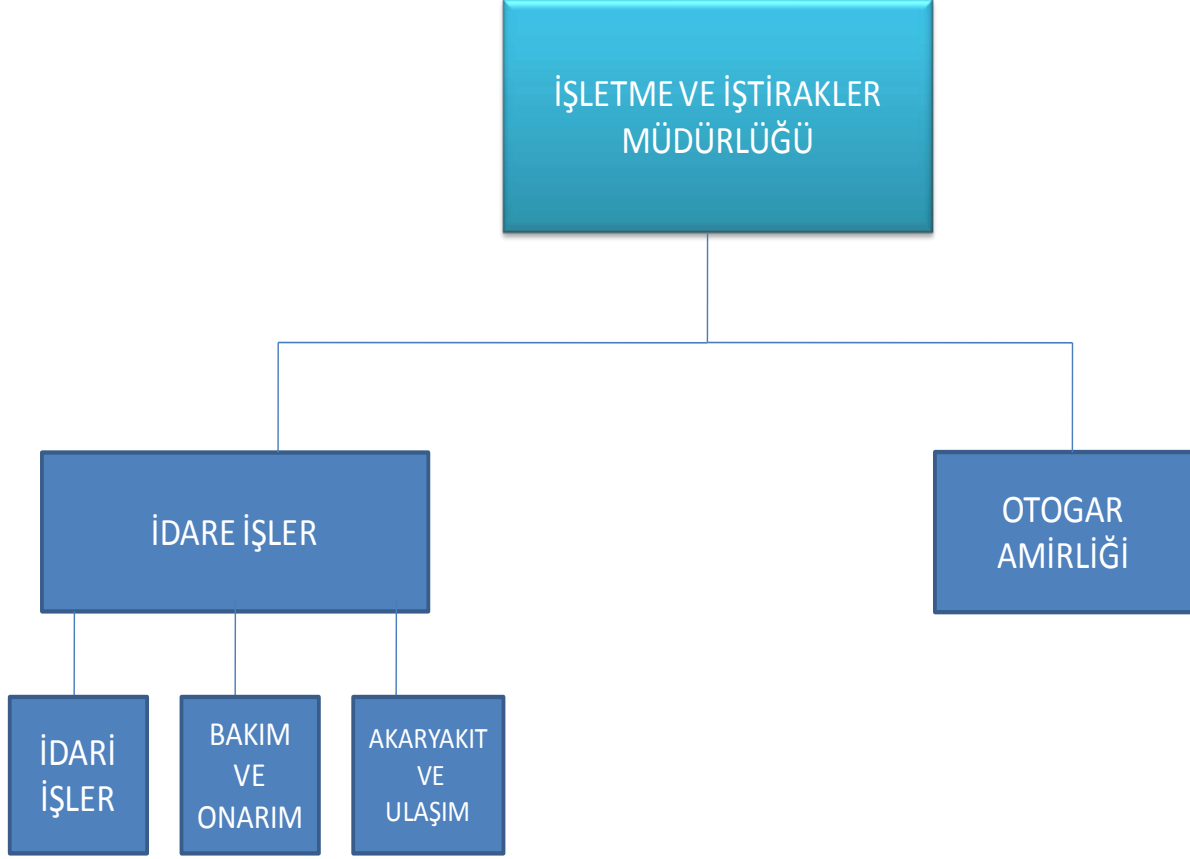 İŞLETME VE İŞTİRAKLER
MÜDÜRLÜĞÜ
İDARE İŞLER
OTOGAR
AMİRLİĞİ
İDARİ
İŞLER
BAKIM
VE
ONARIM
AKARYAKIT
VE
ULAŞIM